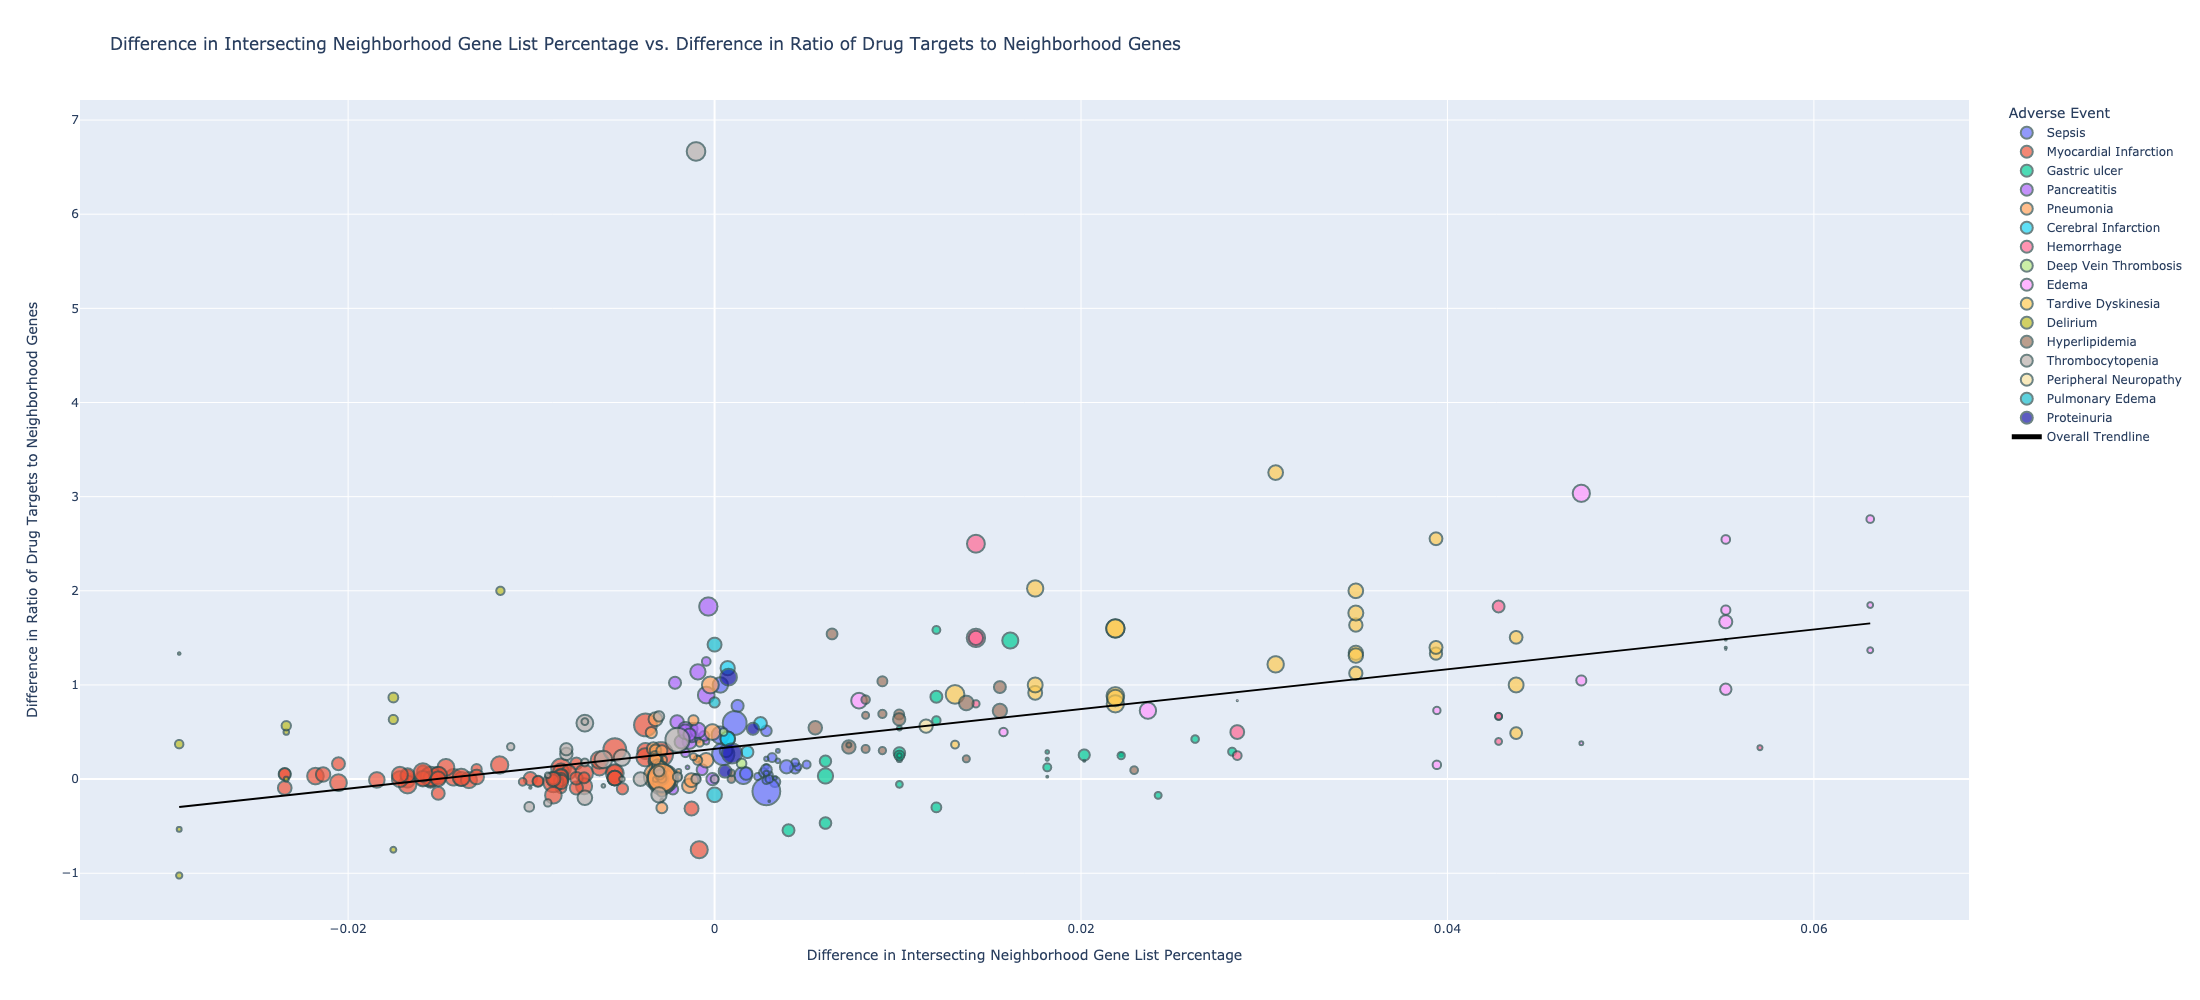 Difference in Intersecting Neighborhood Gene List Percentage vs. Difference in Ratio of Drug Targets to Neighborhood Genes
Difference in Ratio of Drug Targets to Neighborhood Genes
7
6
5
4
3
2
1
0
−1
−0.02
0
0.02
0.04
0.06
Difference in Intersecting Neighborhood Gene List Percentage
Adverse Event
Sepsis
Myocardial Infarction
Gastric ulcer
Pancreatitis
Pneumonia
Cerebral Infarction
Hemorrhage
Deep Vein Thrombosis
Edema
Tardive Dyskinesia
Delirium
Hyperlipidemia
Thrombocytopenia
Peripheral Neuropathy
Pulmonary Edema
Proteinuria
Overall Trendline